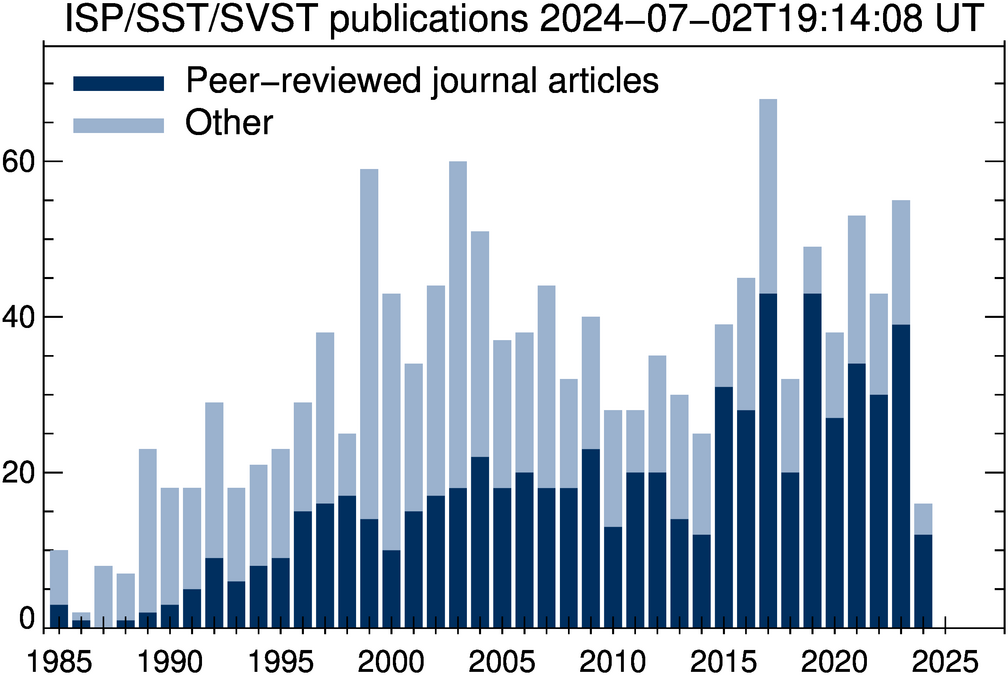 ISP/SST/SVST publications 2024−07−02T19:14:08 UT
Peer−reviewed journal articles
Other
60
40
20
0
1985 1990 1995 2000 2005 2010 2015 2020 2025